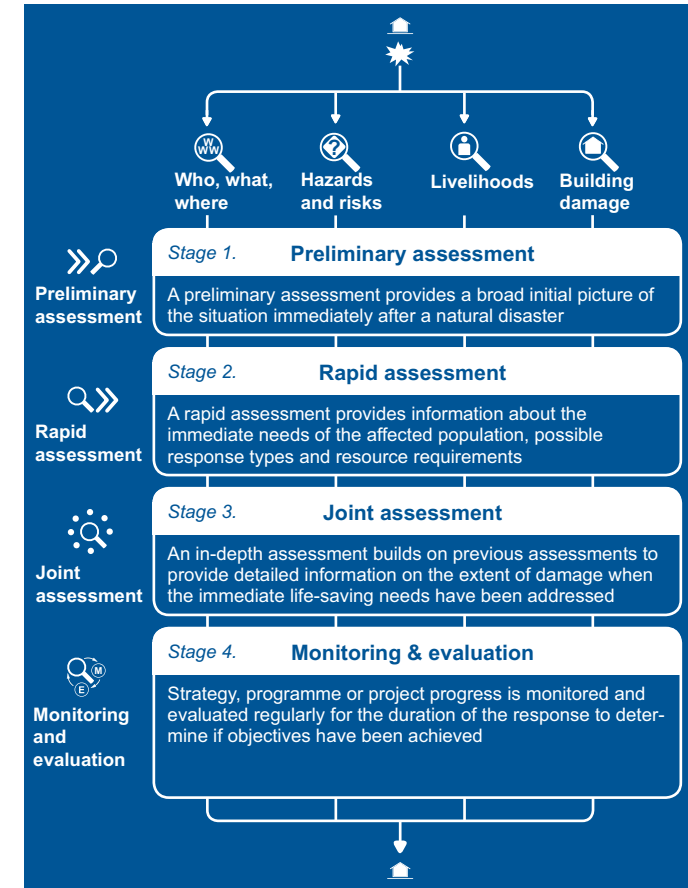 W
WW
?
Who, what,
where
Hazards
and risks
Livelihoods
Building
damage
Preliminary
assessment
Stage 1. Preliminary assessment
A preliminary assessment provides a broad initial picture of
the situation immediately after a natural disaster
Rapid
assessment
Stage 2. Rapid assessment
A rapid assessment provides information about the
immediate needs of the affected population, possible
response types and resource requirements
Joint
assessment
Stage 3. Joint assessment
An in-depth assessment builds on previous assessments to
provide detailed information on the extent of damage when
the immediate life-saving needs have been addressed
M
E
Monitoring
and
evaluation
Stage 4. Monitoring & evaluation
Strategy, programme or project progress is monitored and
evaluated regularly for the duration of the response to deter-
mine if objectives have been achieved